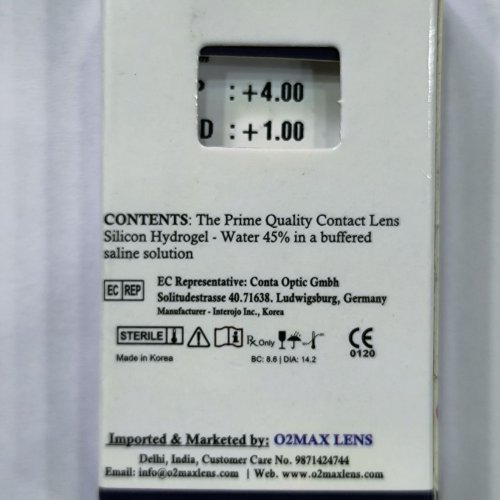 P : +4.00
D : +1.00
CONTENTS: The Prime Quality Contact Lens
Silicon Hydrogel - Water 45% in a buffered
saline solution
EC REP
EC Representative: Conta Optic Gmbh
Solitudestrasse 40.71638. Ludwigsburg, Germany
Manufacturer - Interojo Inc., Korea
STERILE
i
Rx Only
CE
0120
Made in Korea
BC: 8.6 | DIA: 14.2
Imported & Marketed by: O2MAX LENS
Delhi, India, Customer Care No. 9871424744
Email: info@o2maxlens.com | Web. www.o2maxlens.com